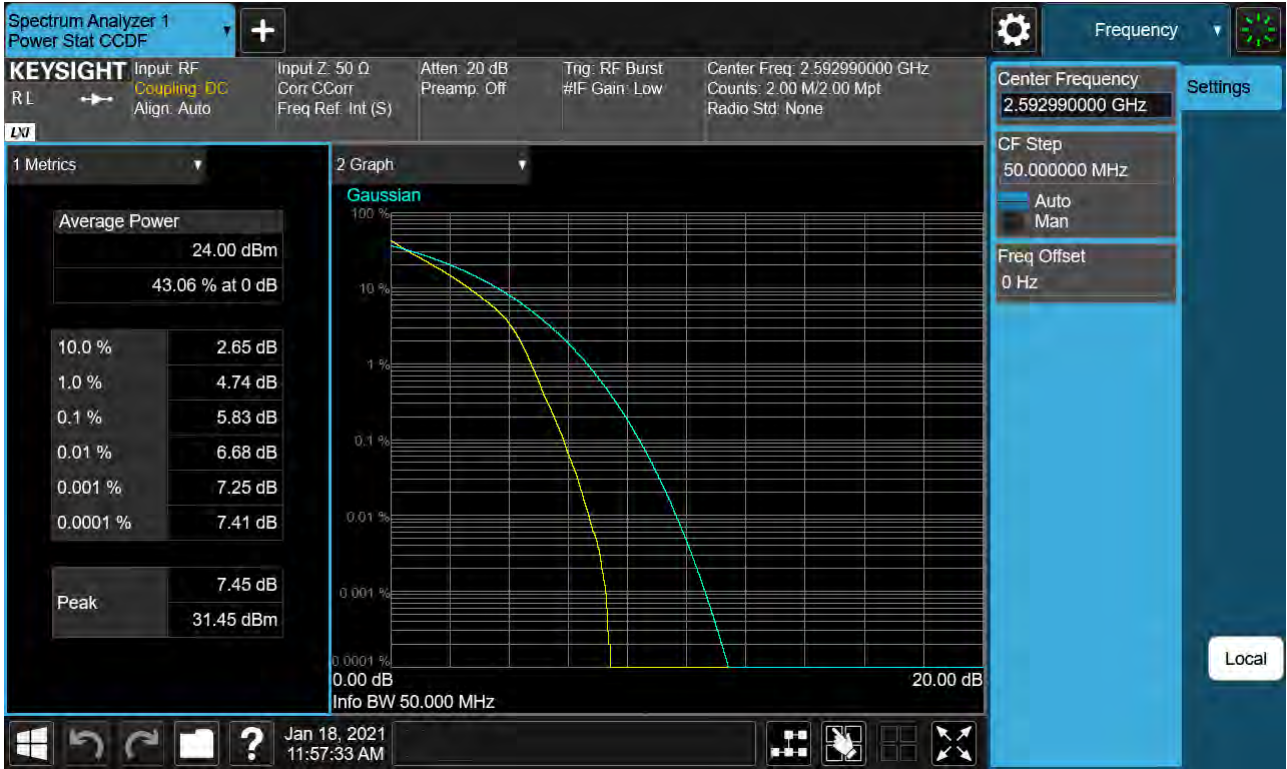 Spectrum Analyzer 1
Power Stat CCDF
+
Frequency
KEYSIGHT
R L
LXI
Input: RF
Coupling: DC
Align: Auto
Input Z: 50 Ω
Corr CCorr
Freq Ref: Int (S)
Atten: 20 dB
Preamp: Off
Trig: RF Burst
#IF Gain: Low
Center Freq: 2.592990000 GHz
Counts: 2.00 M/2.00 Mpt
Radio Std: None
Center Frequency
2.592990000 GHz
Settings
CF Step
50.000000 MHz
Auto
Man
Freq Offset
0 Hz
Local
1 Metrics
Average Power
24.00 dBm
43.06 % at 0 dB
10.0 % 2.65 dB
1.0 % 4.74 dB
0.1 % 5.83 dB
0.01 % 6.68 dB
0.001 % 7.25 dB
0.0001 % 7.41 dB
Peak
7.45 dB
31.45 dBm
2 Graph
Gaussian
100 %
10 %
1 %
0.1 %
0.01 %
0.001 %
0.0001 %
0.00 dB 20.00 dB
Info BW 50.000 MHz
?
Jan 18, 2021
11:57:33 AM